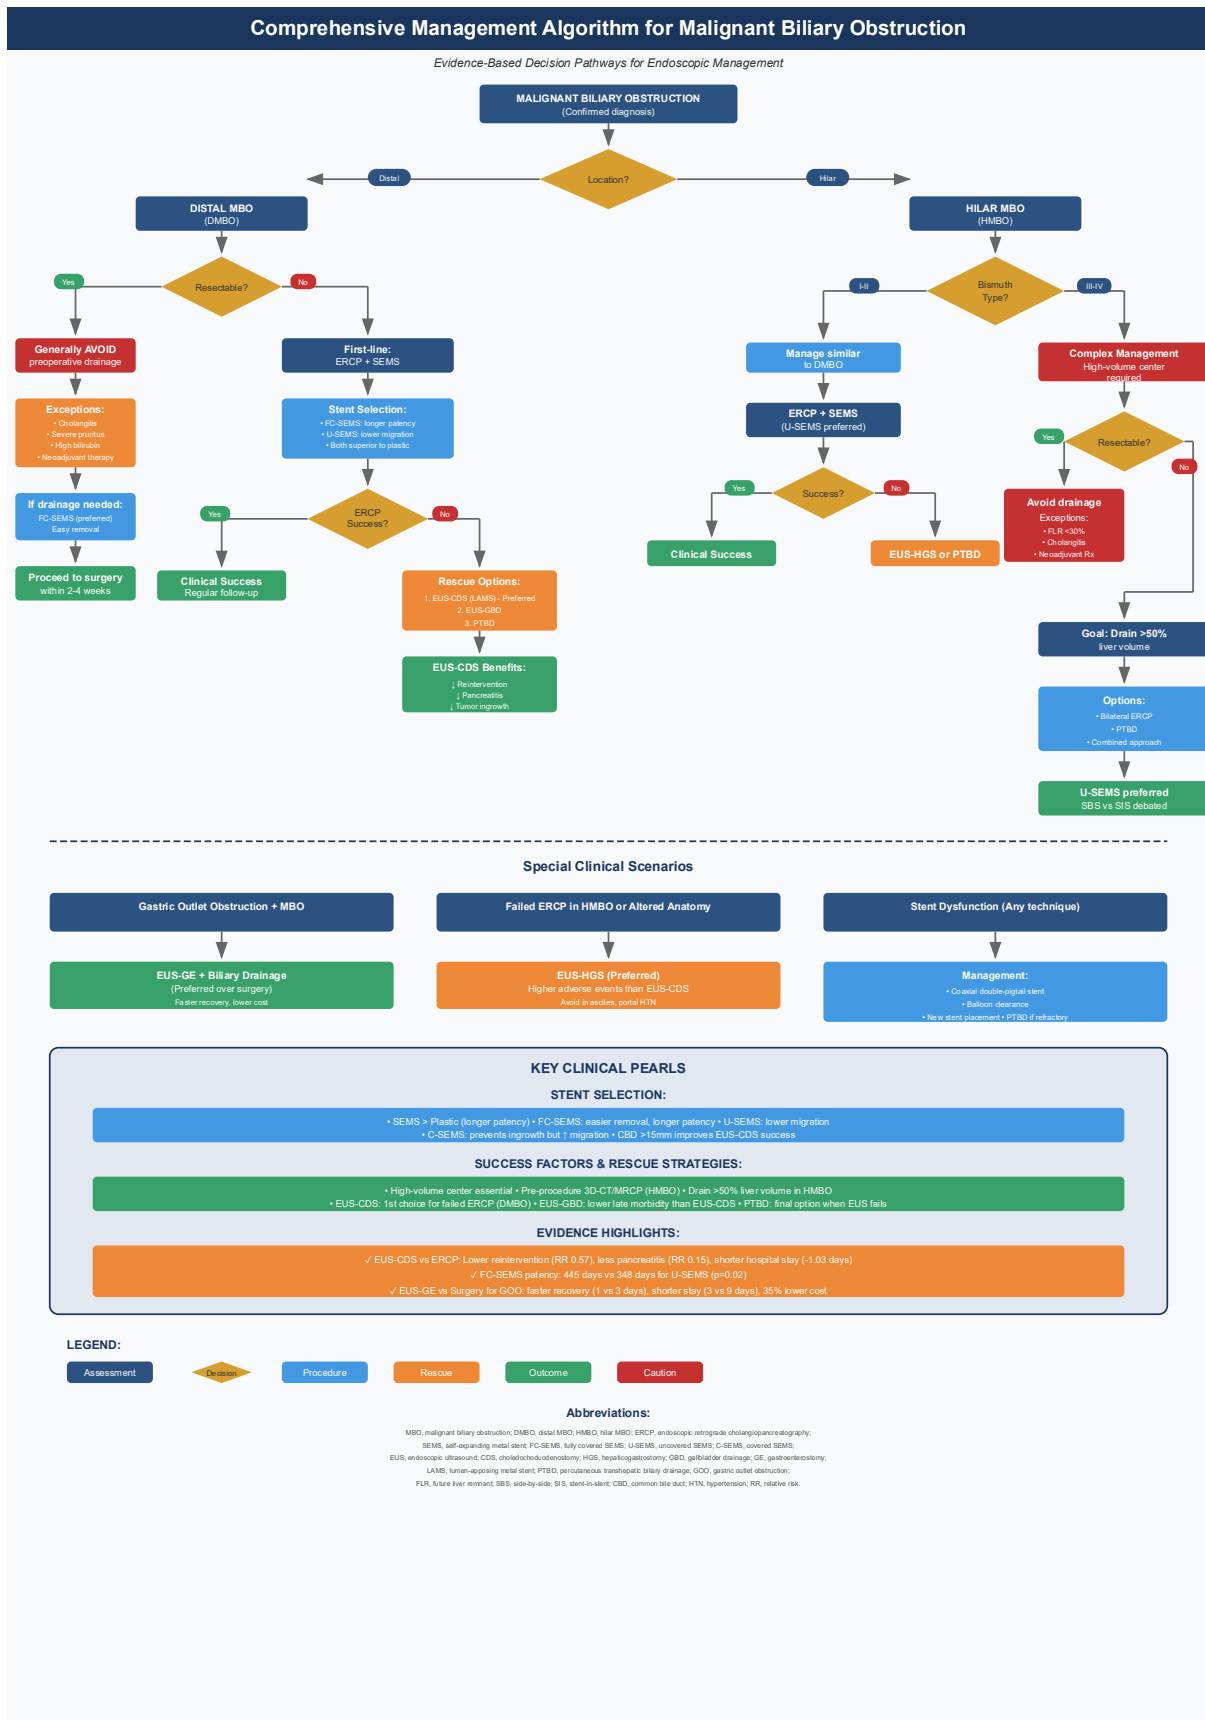 Comprehensive Management Algorithm for Malignant Biliary Obstruction
Evidence-Based Decision Pathways for Endoscopic Management
MALIGNANT BILIARY OBSTRUCTION
(Confirmed diagnosis)
Location?
Distal
Hilar
DISTAL MBO
(DMBO)
Resectable?
Yes
No
Generally AVOID
preoperative drainage
Exceptions:
• Cholangitis
• Severe pruritus
• High bilirubin
• Neoadjuvant therapy
If drainage needed:
FC-SEMS (preferred)
Easy removal
Proceed to surgery
within 2-4 weeks
First-line:
ERCP + SEMS
Stent Selection:
• FC-SEMS: longer patency
• U-SEMS: lower migration
• Both superior to plastic
ERCP
Success?
Yes
No
Clinical Success
Regular follow-up
Rescue Options:
1. EUS-CDS (LAMS) - Preferred
2. EUS-GBD
3. PTBD
EUS-CDS Benefits:
↓ Reintervention
↓ Pancreatitis
↓ Tumor ingrowth
HILAR MBO
(HMBO)
Bismuth
Type?
I-II
III-IV
Manage similar
to DMBO
ERCP + SEMS
(U-SEMS preferred)
Success?
Yes
No
Clinical Success
EUS-HGS or PTBD
Complex Management
High-volume center
required
Resectable?
Yes
No
Avoid drainage
Exceptions:
• FLR <30%
• Cholangitis
• Neoadjuvant Rx
Goal: Drain >50%
liver volume
Options:
• Bilateral ERCP
• PTBD
• Combined approach
U-SEMS preferred
SBS vs SIS debated
Special Clinical Scenarios
Gastric Outlet Obstruction + MBO
EUS-GE + Biliary Drainage
(Preferred over surgery)
Faster recovery, lower cost
Failed ERCP in HMBO or Altered Anatomy
EUS-HGS (Preferred)
Higher adverse events than EUS-CDS
Avoid in ascites, portal HTN
Stent Dysfunction (Any technique)
Management:
• Coaxial double-pigtail stent
• Balloon clearance
• New stent placement • PTBD if refractory
KEY CLINICAL PEARLS
STENT SELECTION:
• SEMS > Plastic (longer patency) • FC-SEMS: easier removal, longer patency • U-SEMS: lower migration
• C-SEMS: prevents ingrowth but ↑ migration • CBD >15mm improves EUS-CDS success
SUCCESS FACTORS & RESCUE STRATEGIES:
• High-volume center essential • Pre-procedure 3D-CT/MRCP (HMBO) • Drain >50% liver volume in HMBO
• EUS-CDS: 1st choice for failed ERCP (DMBO) • EUS-GBD: lower late morbidity than EUS-CDS • PTBD: final option when EUS fails
EVIDENCE HIGHLIGHTS:
✓ EUS-CDS vs ERCP: Lower reintervention (RR 0.57), less pancreatitis (RR 0.15), shorter hospital stay (-1.03 days)
✓ FC-SEMS patency: 445 days vs 348 days for U-SEMS (p=0.02)
✓ EUS-GE vs Surgery for GOO: faster recovery (1 vs 3 days), shorter stay (3 vs 9 days), 35% lower cost
LEGEND:
Assessment
Decision
Procedure
Rescue
Outcome
Caution
Abbreviations:
MBO, malignant biliary obstruction; DMBO, distal MBO; HMBO, hilar MBO; ERCP, endoscopic retrograde cholangiopancreatography;
SEMS, self-expanding metal stent; FC-SEMS, fully covered SEMS; U-SEMS, uncovered SEMS; C-SEMS, covered SEMS;
EUS, endoscopic ultrasound; CDS, choledochoduodenostomy; HGS, hepaticogastrostomy; GBD, gallbladder drainage; GE, gastroenterostomy;
LAMS, lumen-apposing metal stent; PTBD, percutaneous transhepatic biliary drainage; GOO, gastric outlet obstruction;
FLR, future liver remnant; SBS, side-by-side; SIS, stent-in-stent; CBD, common bile duct; HTN, hypertension; RR, relative risk.